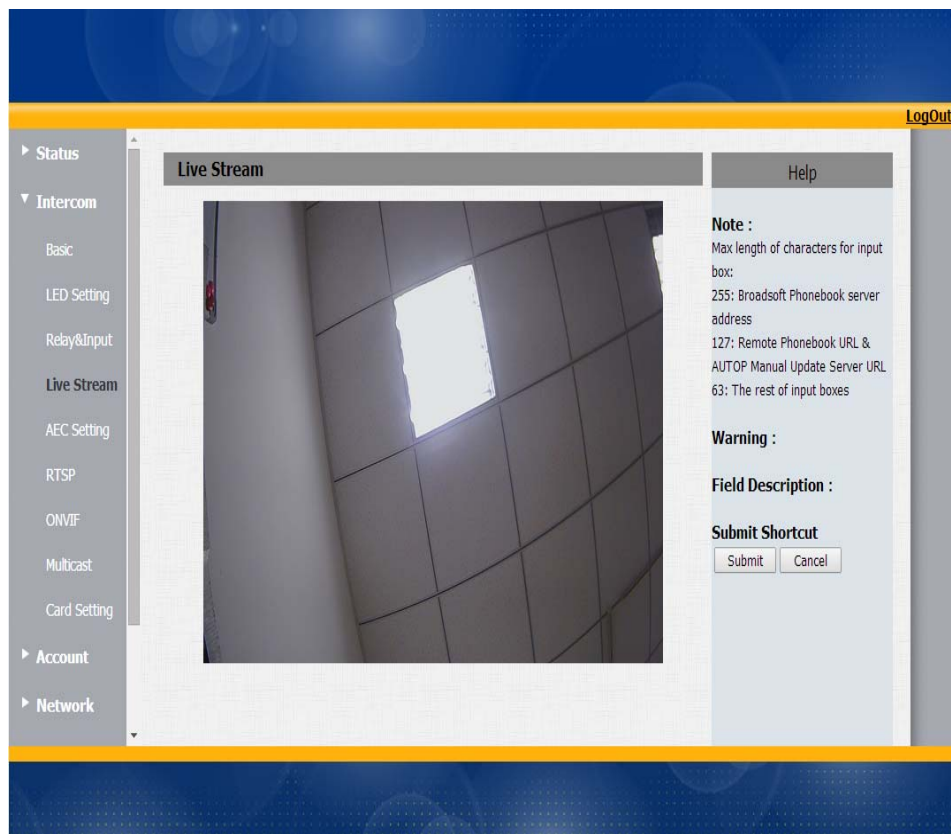 LogOut
Status
Intercom
Basic
LED Setting
Relay&Input
Live Stream
AEC Setting
RTSP
ONVIF
Multicast
Card Setting
Account
Network
Live Stream
Help
Note :
Max length of characters for input
box:
255: Broadsoft Phonebook server
address
127: Remote Phonebook URL &
AUTOP Manual Update Server URL
63: The rest of input boxes
Warning :
Field Description :
Submit Shortcut
Submit Cancel